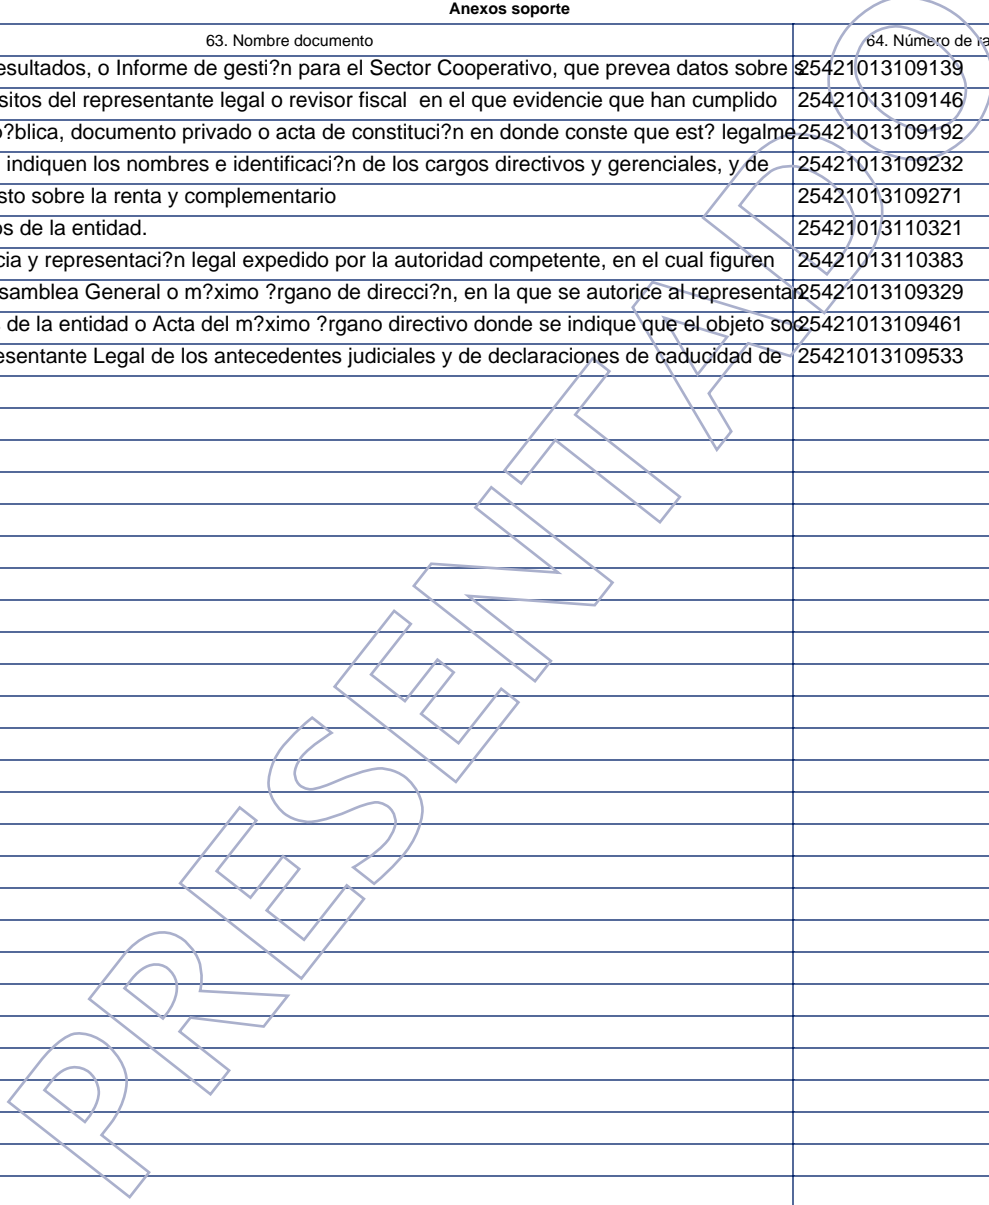 Anexos soporte
63. Nombre documento 64. Número de ra
esultados, o Informe de gesti?n para el Sector Cooperativo, que prevea datos sobre s 25421013109139
sitos del representante legal o revisor fiscal en el que evidencie que han cumplido 25421013109146
?blica, documento privado o acta de constituci?n en donde conste que est? legalme 25421013109192
indiquen los nombres e identificaci?n de los cargos directivos y gerenciales, y de 25421013109232
sto sobre la renta y complementario 25421013109271
os de la entidad. 25421013110321
cia y representaci?n legal expedido por la autoridad competente, en el cual figuren 25421013110383
samblea General o m?ximo ?rgano de direcci?n, en la que se autorice al representan 25421013109329
de la entidad o Acta del m?ximo ?rgano directivo donde se indique que el objeto soc 25421013109461
esentante Legal de los antecedentes judiciales y de declaraciones de caducidad de 25421013109533
PRESENTADO